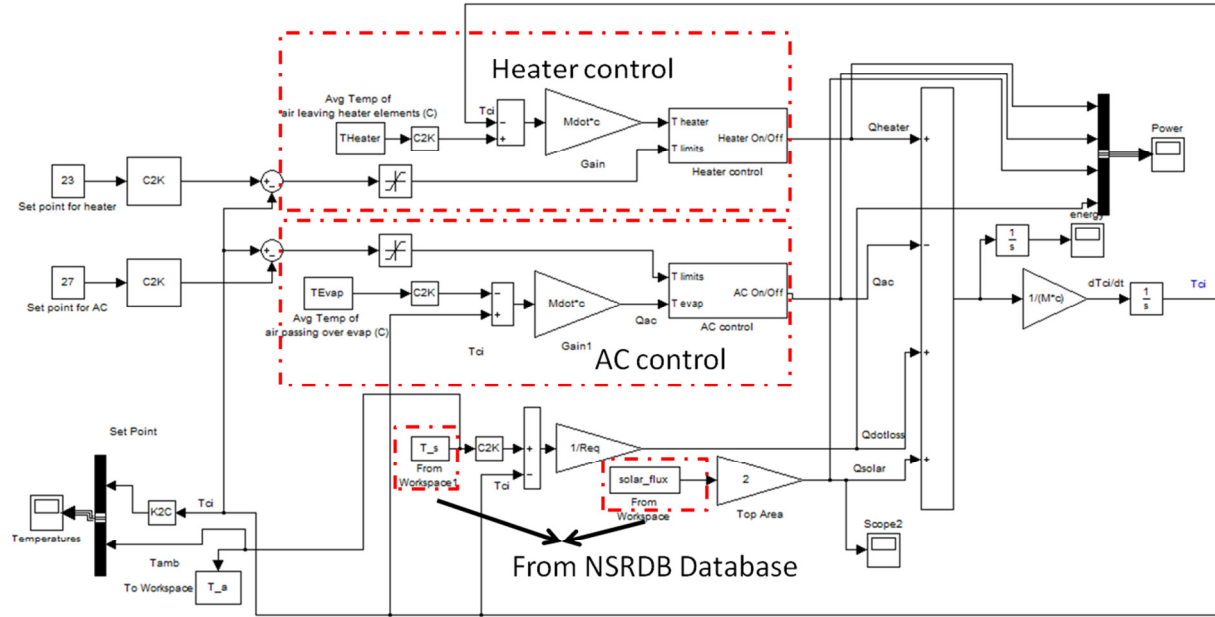 Heater control
Avg Temp of
air leaving heater elements (C)
THeater
C2K
Tci
−
+
Mdot*c
Gain
T heater
Heater On/Off
T limits
Heater control
Qheater
+
Power
23
Set point for heater
C2K
+
−
energy
1
s
27
Set point for AC
C2K
+
−
T limits
AC On/Off
T evap
AC control
TEvap
C2K
Avg Temp of
air passing over evap (C)
−
+
Mdot*c
Gain1
Qac
Tci
AC control
Qac
−
1/(M*c)
dTci/dt
1
s
Tci
Set Point
T_s
From
Workspace1
C2K
+
−
Tci
1/Req
Qdotloss
+
solar_flux
From
Workspace
2
Top Area
Qsolar
+
Scope2
Temperatures
K2C
Tci
Tamb
To Workspace
T_a
From NSRDB Database